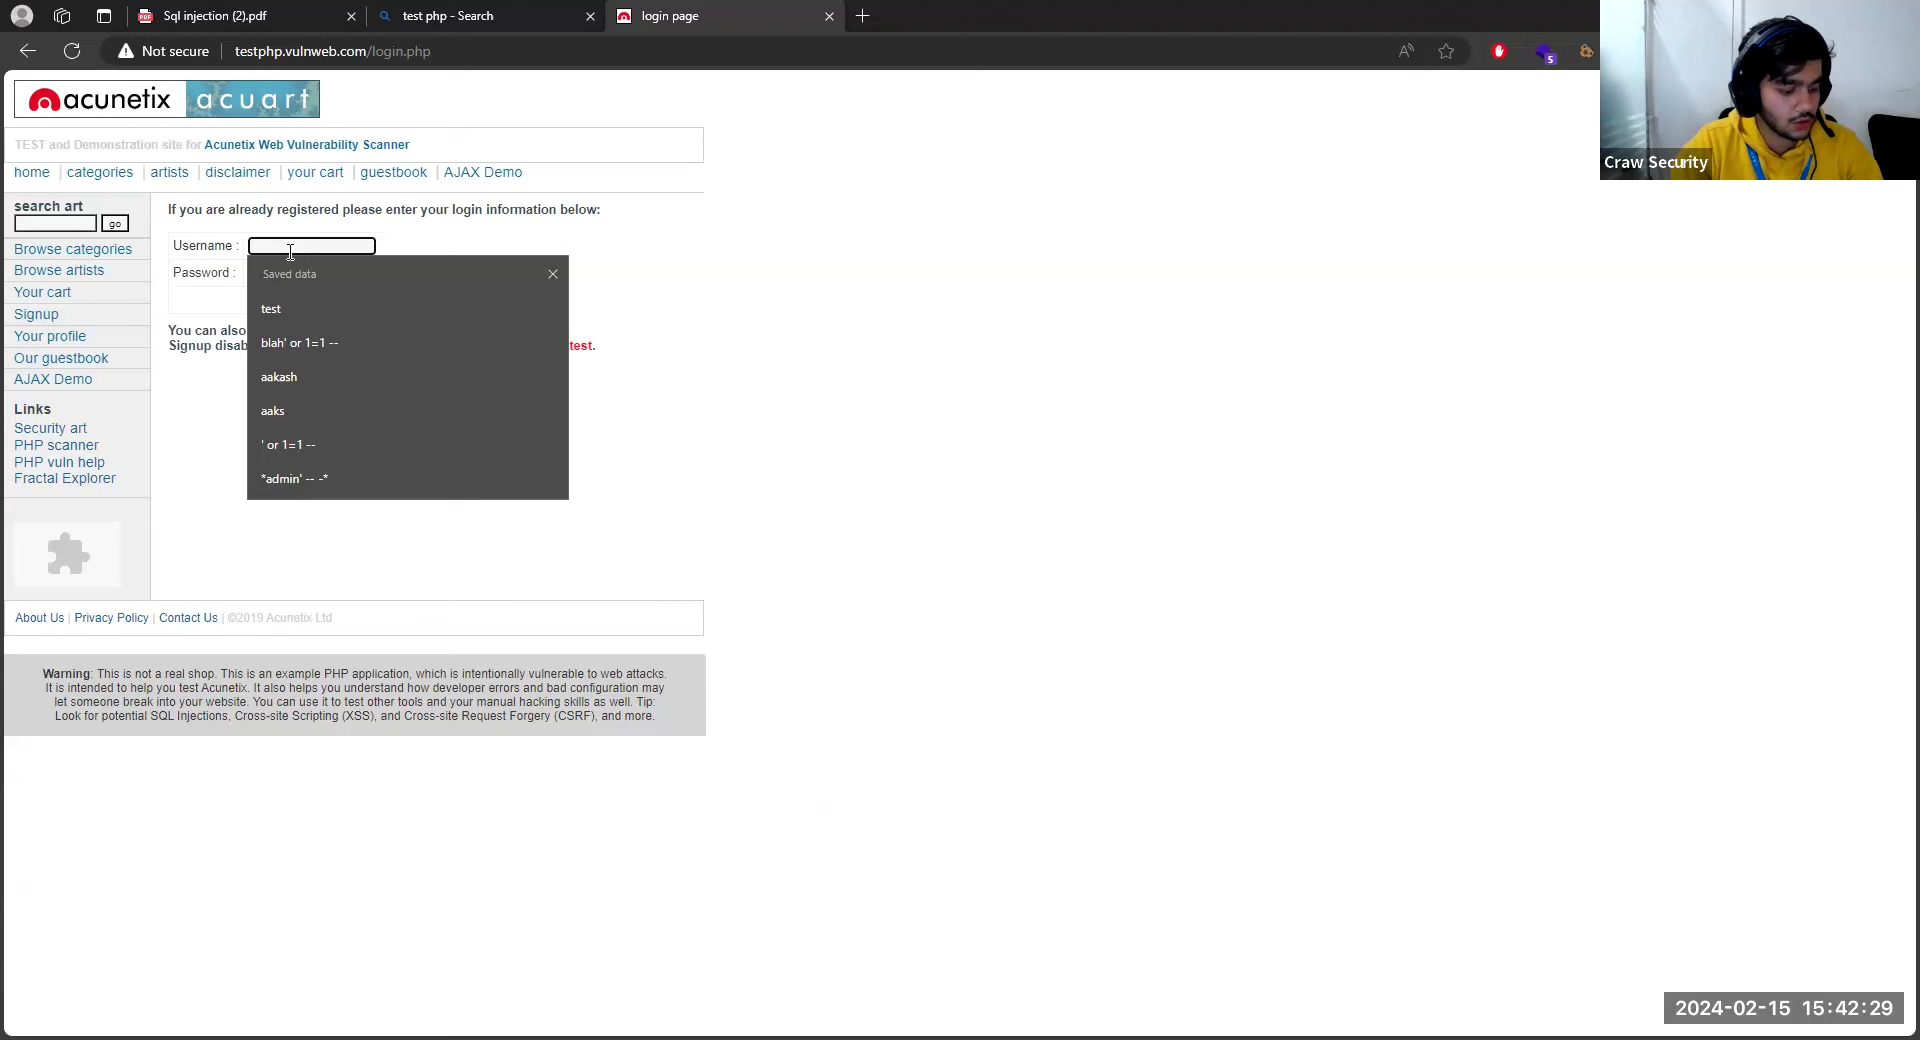 Sql injection (2).pdf
test php - Search
login page
Not secure
testphp.vulnweb.com/login.php
5
acunetix acuart
TEST and Demonstration site for Acunetix Web Vulnerability Scanner
home | categories | artists | disclaimer | your cart | guestbook | AJAX Demo
search art
go
Browse categories
Browse artists
Your cart
Signup
Your profile
Our guestbook
AJAX Demo
Links
Security art
PHP scanner
PHP vuln help
Fractal Explorer
If you are already registered please enter your login information below:
Username :
Password :
You can also
Signup disab
test.
Saved data
test
blah' or 1=1 --
aakash
aaks
' or 1=1 --
*admin' -- -*
About Us | Privacy Policy | Contact Us | ©2019 Acunetix Ltd
Warning: This is not a real shop. This is an example PHP application, which is intentionally vulnerable to web attacks.
It is intended to help you test Acunetix. It also helps you understand how developer errors and bad configuration may
let someone break into your website. You can use it to test other tools and your manual hacking skills as well. Tip:
Look for potential SQL Injections, Cross-site Scripting (XSS), and Cross-site Request Forgery (CSRF), and more.
Craw Security
2024-02-15 15:42:29